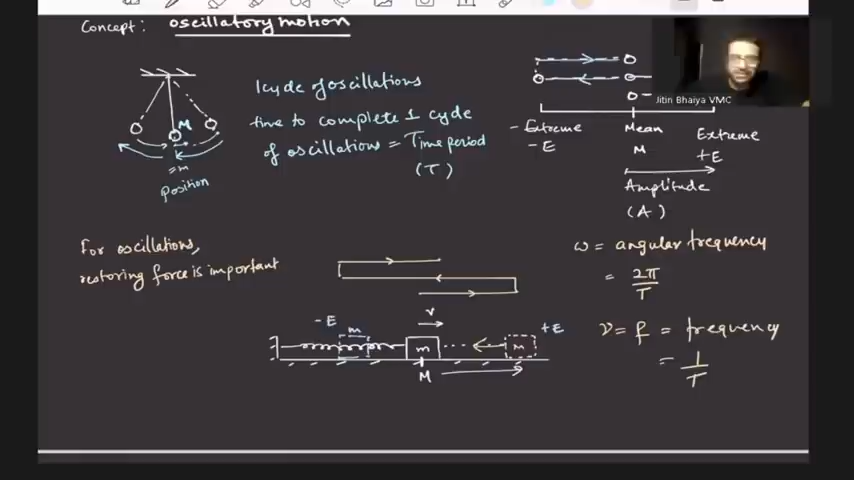 Concept: oscillatory motion
1cycle of oscillations
time to complete 1 cycle
of oscillations = Time period
(T)
M
=m
Position
Jitin Bhaiya VMC
- Extreme
- E
Mean
M
Extreme
+E
Amplitude
(A)
For oscillations,
restoring force is important
ω = angular frequency
= 2π
T
ν = f = frequency
= 1
T
v
- E
m
m
m
+E
M